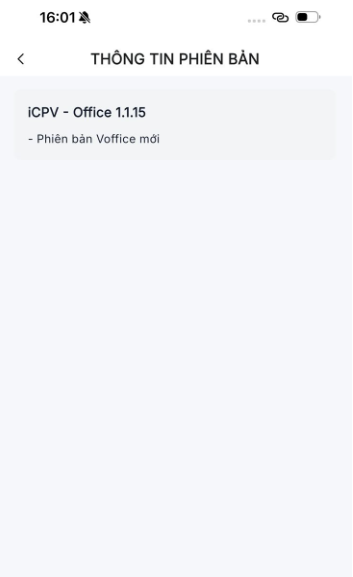 16:01
THÔNG TIN PHIÊN BẢN
iCPV - Office 1.1.15
- Phiên bản Voffice mới